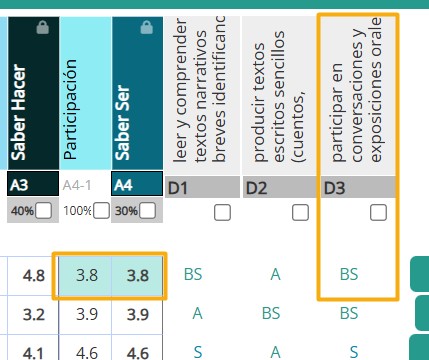 Saber Hacer
Participación
Saber Ser
leer y comprender
textos narrativos
breves identificanc
producir textos
escritos sencillos
(cuentos,
participar en
conversaciones y
exposiciones orale
A3 A4-1 A4 D1 D2 D3
40% 100% 30%
4.8 3.8 3.8 BS A BS
3.2 3.9 3.9 A BS BS
4.1 4.6 4.6 S A S